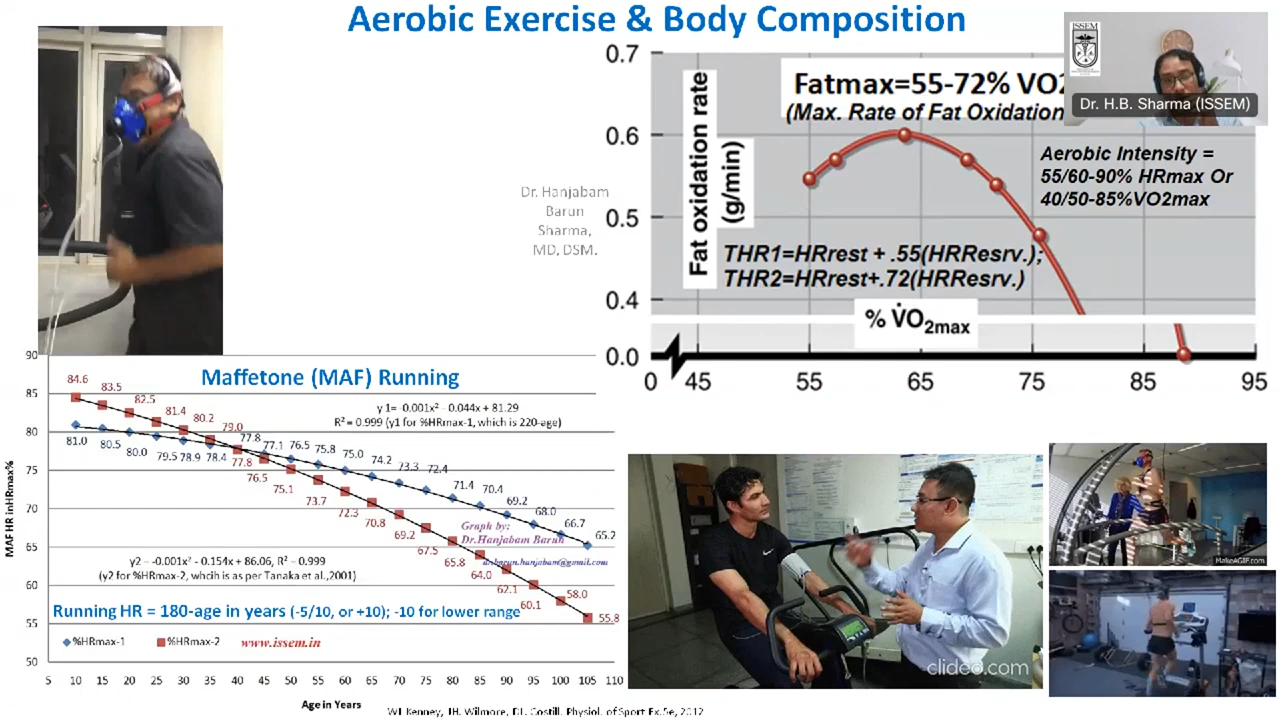 Aerobic Exercise & Body Composition
ISSEM
Dr. H.B. Sharma (ISSEM)
Dr. Hanjabam
Barun
Sharma,
MD, DSM.
Fatmax=55-72% VO2
(Max. Rate of Fat Oxidation
Aerobic Intensity =
55/60-90% HRmax Or
40/50-85%VO2max
Fat oxidation rate
(g/min)
THR1=HRrest + .55(HRResrv.);
THR2=HRrest+.72(HRResrv.)
% V̇O2max
0.7
0.6
0.5
0.4
0.0
0 45 55 65 75 85 95
Maffetone (MAF) Running
y 1= -0.001x² - 0.044x + 81.29
R² = 0.999 (y1 for %HRmax-1, which is 220-age)
84.6 83.5 82.5 81.4 80.2 79.0 77.8 76.5 75.1 73.7 72.3 70.8 69.2 67.5 65.8 64.0 62.1 60.1 58.0 55.8
81.0 80.5 80.0 79.5 78.9 78.4 77.8 77.1 76.5 75.8 75.0 74.2 73.3 72.4 71.4 70.4 69.2 68.0 66.7 65.2
Graph by:
Dr.Hanjabam Baruh
y2 = -0.001x² - 0.154x + 86.06, R² = 0.999
(y2 for %HRmax-2, whcih is as per Tanaka et al.,2001)
Running HR = 180-age in years (-5/10, or +10); -10 for lower range
%HRmax-1 %HRmax-2 www.issem.in
MAF HR in HRmax%
90
85
80
75
70
65
60
55
50
5 10 15 20 25 30 35 40 45 50 55 60 65 70 75 80 85 90 95 100 105 110
Age in Years
WL Kenney, JH. Wilmore, DL. Costill. Physiol. of Sport Ex.5e, 2012
clideo.com
MakeAGIF.com